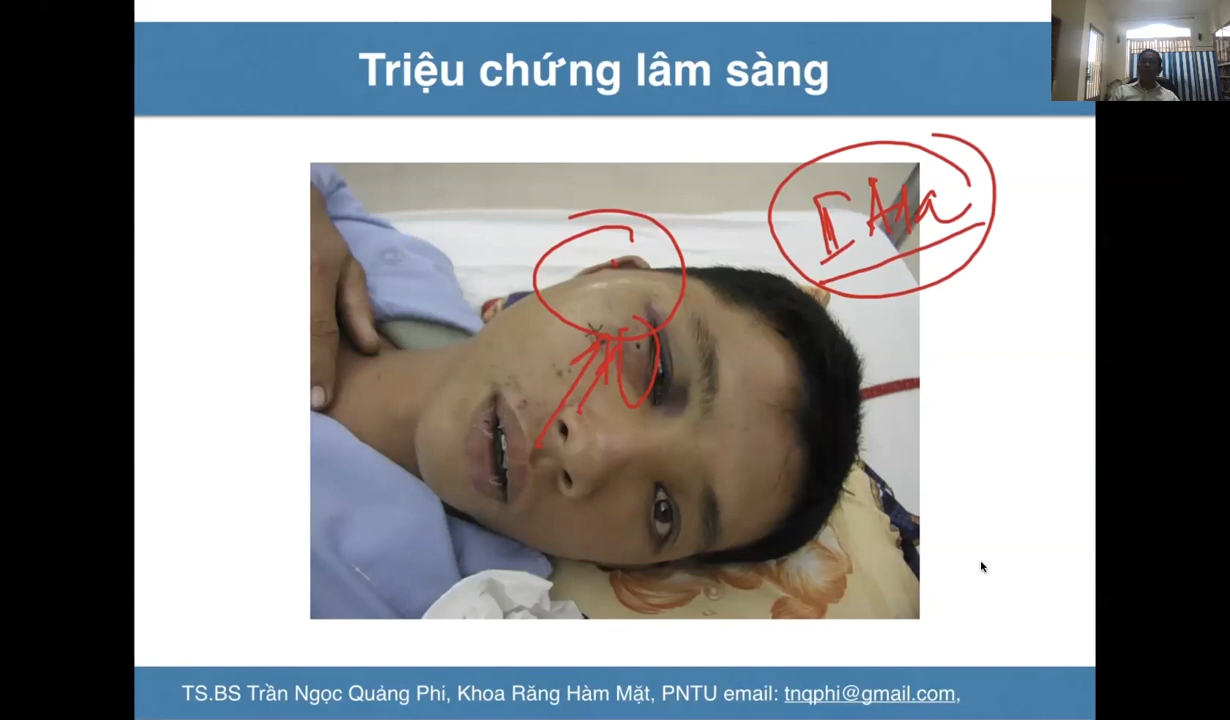 Triệu chứng lâm sàng
TS.BS Trần Ngọc Quảng Phi, Khoa Răng Hàm Mặt, PNTU email: tnqphi@gmail.com,